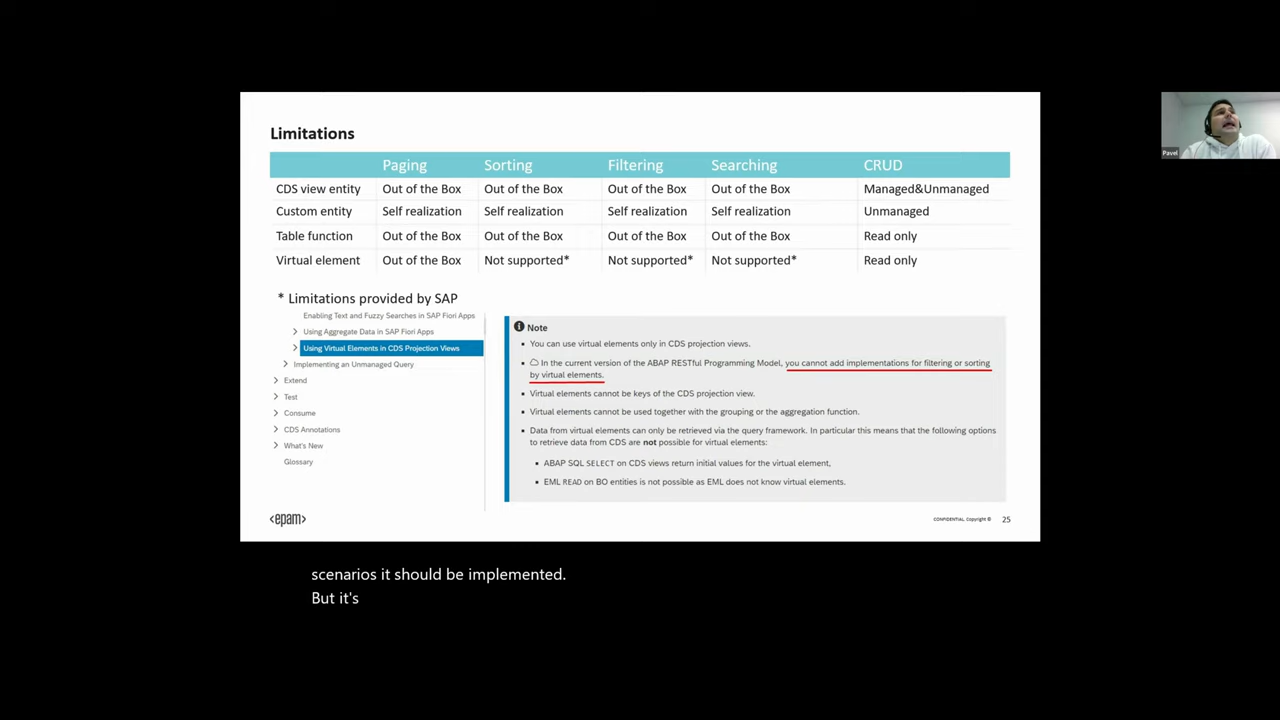 Limitations
Paging Sorting Filtering Searching CRUD
CDS view entity Out of the Box Out of the Box Out of the Box Out of the Box Managed&Unmanaged
Custom entity Self realization Self realization Self realization Self realization Unmanaged
Table function Out of the Box Out of the Box Out of the Box Out of the Box Read only
Virtual element Out of the Box Not supported* Not supported* Not supported* Read only
* Limitations provided by SAP
Enabling Text and Fuzzy Searches in SAP Fiori Apps
Using Aggregate Data in SAP Fiori Apps
Using Virtual Elements in CDS Projection Views
Implementing an Unmanaged Query
Extend
Test
Consume
CDS Annotations
What's New
Glossary
Note
• You can use virtual elements only in CDS projection views.
• In the current version of the ABAP RESTful Programming Model, you cannot add implementations for filtering or sorting
by virtual elements.
• Virtual elements cannot be keys of the CDS projection view.
• Virtual elements cannot be used together with the grouping or the aggregation function.
• Data from virtual elements can only be retrieved via the query framework. In particular this means that the following options
to retrieve data from CDS are not possible for virtual elements:
• ABAP SQL SELECT on CDS views return initial values for the virtual element,
• EML READ on BO entities is not possible as EML does not know virtual elements.
<epam>
CONFIDENTIAL. Copyright © 25
Pavel
scenarios it should be implemented.
But it's